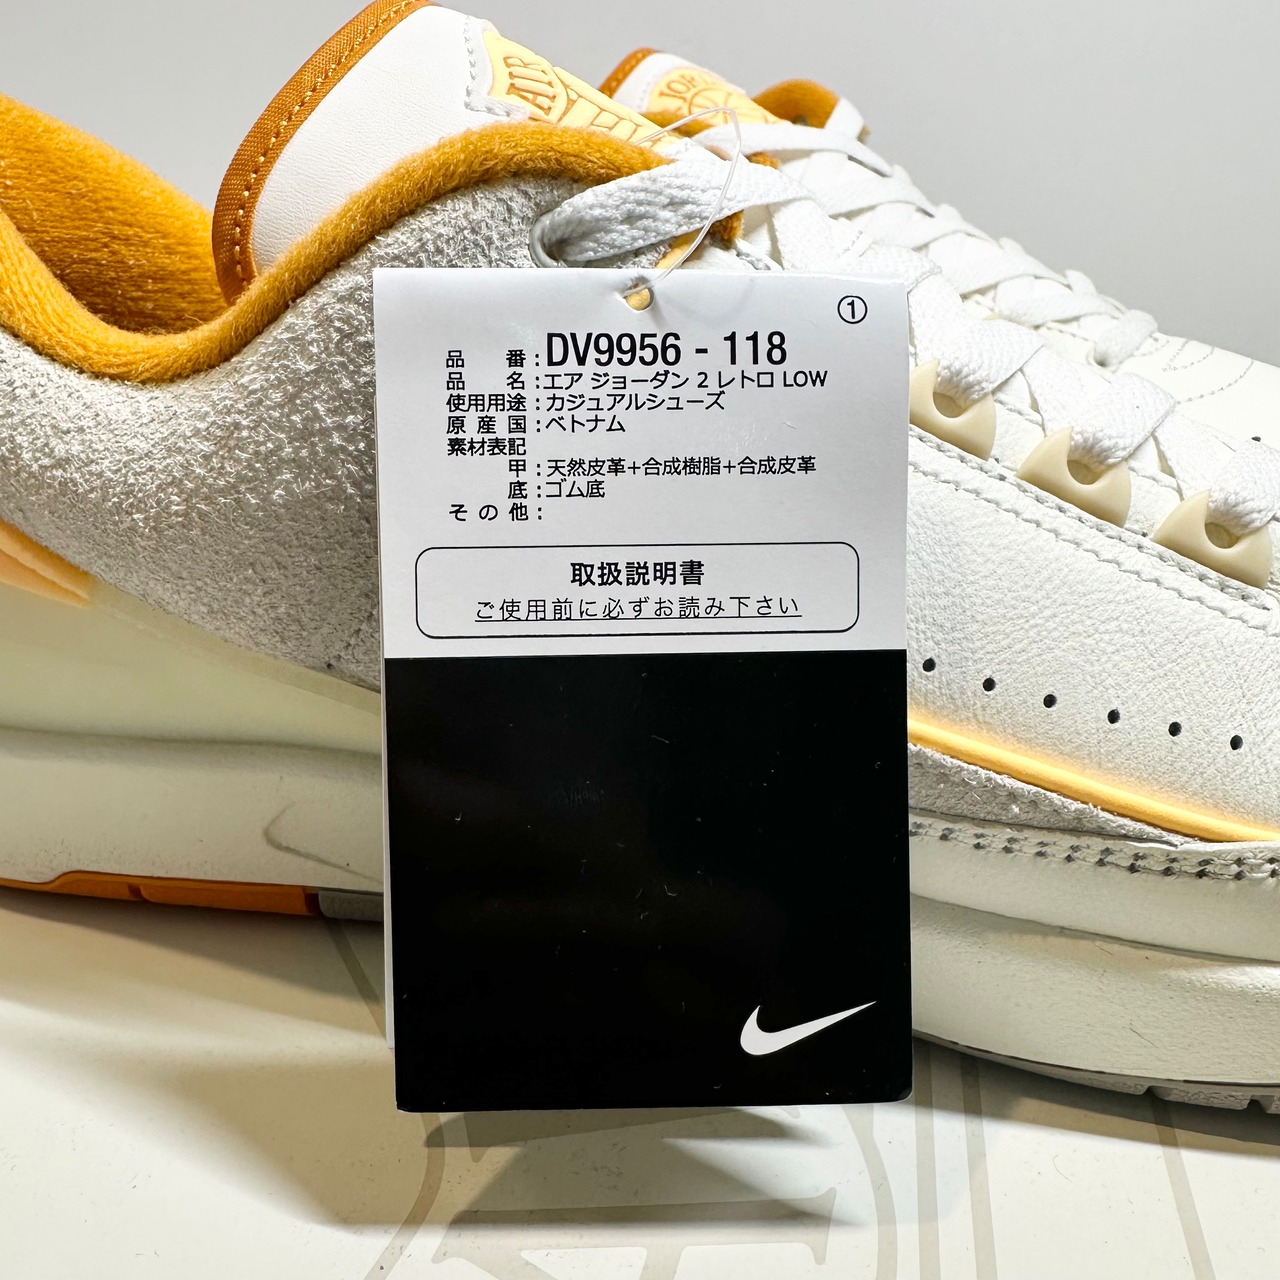 AIR
JOR
①
品 番 : DV9956 - 118
品 名 : エア ジョーダン 2 レトロ LOW
使用用途 : カジュアルシューズ
原 産 国 : ベトナム
素材表記
甲 : 天然皮革+合成樹脂+合成皮革
底 : ゴム底
そ の 他 :
取扱説明書
ご使用前に必ずお読み下さい